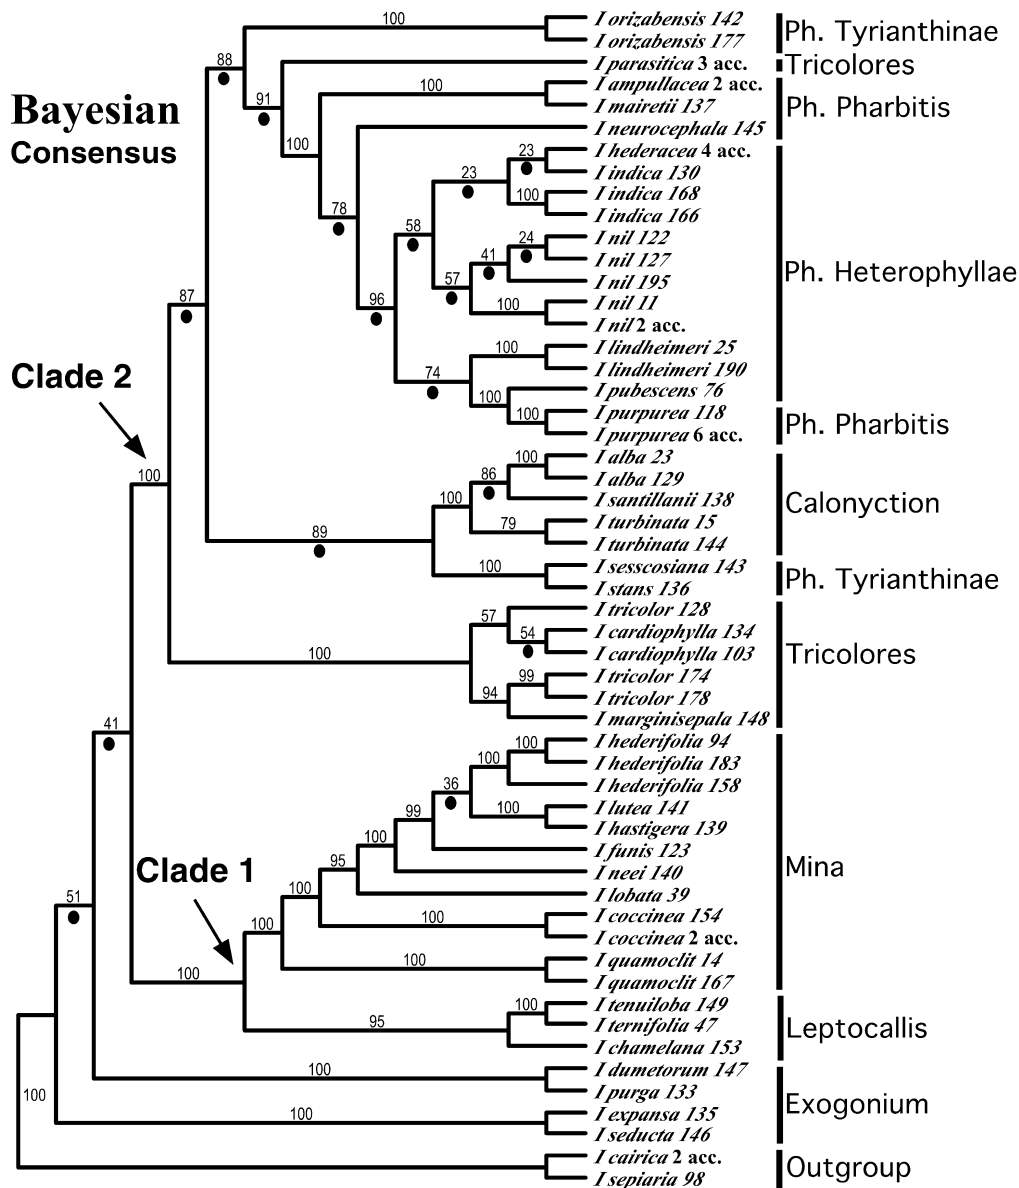 100
I orizabensis 142
I orizabensis 177
Ph. Tyrianthinae
88
I parasitica 3 acc.
Tricolores
91
100
I ampullacea 2 acc.
I mairetii 137
Ph. Pharbitis
Bayesian
Consensus
100
I neurocephala 145
23
I hederacea 4 acc.
23
I indica 130
100
I indica 168
I indica 166
78
58
24
I nil 122
41
I nil 127
57
I nil 195
Ph. Heterophyllae
96
100
I nil 11
I nil 2 acc.
87
100
I lindheimeri 25
74
I lindheimeri 190
Clade 2
100
I pubescens 76
100
I purpurea 118
I purpurea 6 acc.
Ph. Pharbitis
100
100
I alba 23
86
I alba 129
100
I santillanii 138
Calonyction
79
I turbinata 15
89
I turbinata 144
100
I sesscosiana 143
I stans 136
Ph. Tyrianthinae
57
I tricolor 128
54
I cardiophylla 134
100
I cardiophylla 103
Tricolores
99
I tricolor 174
94
I tricolor 178
I marginisepala 148
41
100
I hederifolia 94
100
I hederifolia 183
36
I hederifolia 158
99
100
I lutea 141
I hastigera 139
100
I funis 123
Clade 1
95
I neei 140
Mina
51
100
I lobata 39
100
100
I coccinea 154
I coccinea 2 acc.
100
100
I quamoclit 14
I quamoclit 167
100
I tenuiloba 149
95
I ternifolia 47
Leptocallis
I chamelana 153
100
I dumetorum 147
I purga 133
100
100
I expansa 135
Exogonium
I seducta 146
I cairica 2 acc.
Outgroup
I sepiaria 98